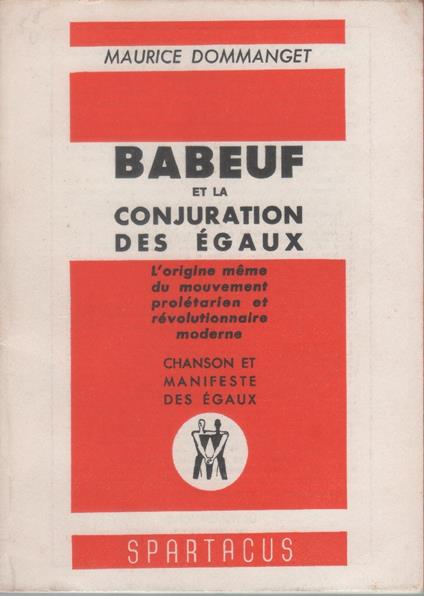 MAURICE DOMMANGET
BABEUF
ET LA
CONJURATION
DES ÉGAUX
L'origine même
du mouvement
prolétarien et
révolutionnaire
moderne
CHANSON ET
MANIFESTE
DES ÉGAUX
SPARTACUS